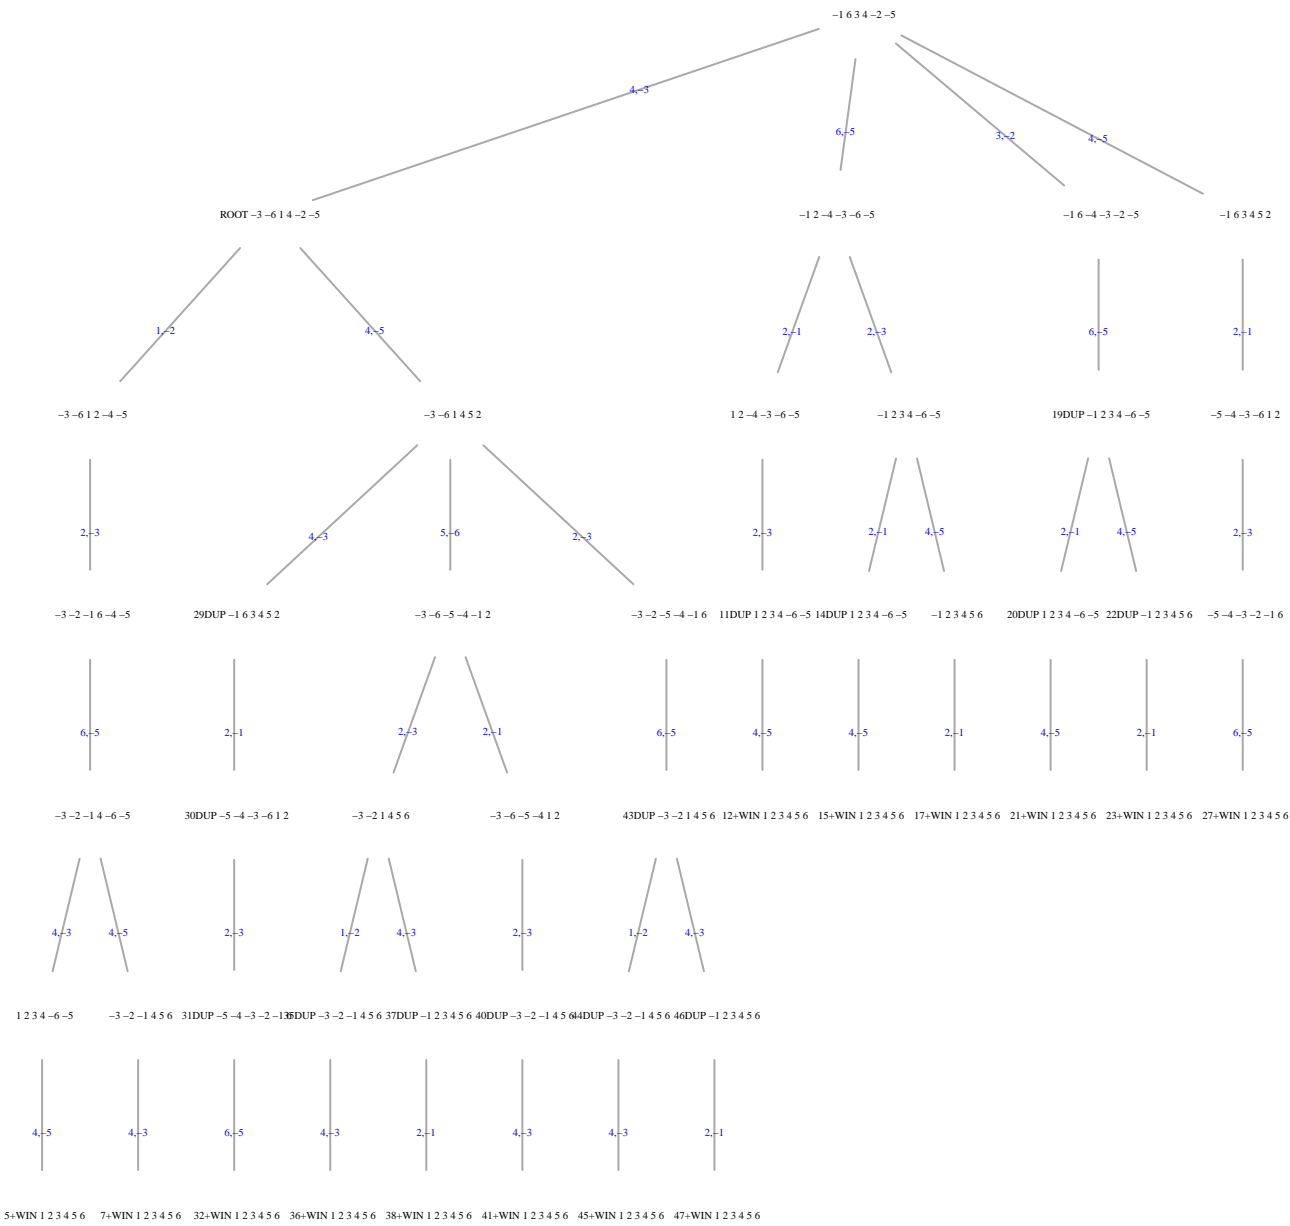 −1 6 3 4 −2 −5
4,−3
6,−5
3,−2
4,−5
ROOT −3 −6 1 4 −2 −5
−1 2 −4 −3 −6 −5
−1 6 −4 −3 −2 −5
−1 6 3 4 5 2
1,−2
4,−5
2,−1
2,−3
6,−5
2,−1
−3 −6 1 2 −4 −5
−3 −6 1 4 5 2
1 2 −4 −3 −6 −5
−1 2 3 4 −6 −5
19DUP −1 2 3 4 −6 −5
−5 −4 −3 −6 1 2
2,−3
4,−3
5,−6
2,−3
2,−3
2,−1
4,−5
2,−1
4,−5
2,−3
−3 −2 −1 6 −4 −5
29DUP −1 6 3 4 5 2
−3 −6 −5 −4 −1 2
−3 −2 −5 −4 −1 6
11DUP 1 2 3 4 −6 −5
14DUP 1 2 3 4 −6 −5
−1 2 3 4 5 6
20DUP 1 2 3 4 −6 −5
22DUP −1 2 3 4 5 6
−5 −4 −3 −2 −1 6
6,−5
2,−1
2,−3
2,−1
6,−5
4,−5
4,−5
2,−1
4,−5
2,−1
6,−5
−3 −2 −1 4 −6 −5
30DUP −5 −4 −3 −6 1 2
−3 −2 1 4 5 6
−3 −6 −5 −4 1 2
43DUP −3 −2 1 4 5 6
12+WIN 1 2 3 4 5 6
15+WIN 1 2 3 4 5 6
17+WIN 1 2 3 4 5 6
21+WIN 1 2 3 4 5 6
23+WIN 1 2 3 4 5 6
27+WIN 1 2 3 4 5 6
4,−3
4,−5
2,−3
1,−2
4,−3
2,−3
1,−2
4,−3
1 2 3 4 −6 −5
−3 −2 −1 4 5 6
31DUP −5 −4 −3 −2 −1 6
35DUP −3 −2 −1 4 5 6
37DUP −1 2 3 4 5 6
40DUP −3 −2 −1 4 5 6
44DUP −3 −2 −1 4 5 6
46DUP −1 2 3 4 5 6
4,−5
4,−3
6,−5
4,−3
2,−1
4,−3
4,−3
2,−1
5+WIN 1 2 3 4 5 6
7+WIN 1 2 3 4 5 6
32+WIN 1 2 3 4 5 6
36+WIN 1 2 3 4 5 6
38+WIN 1 2 3 4 5 6
41+WIN 1 2 3 4 5 6
45+WIN 1 2 3 4 5 6
47+WIN 1 2 3 4 5 6